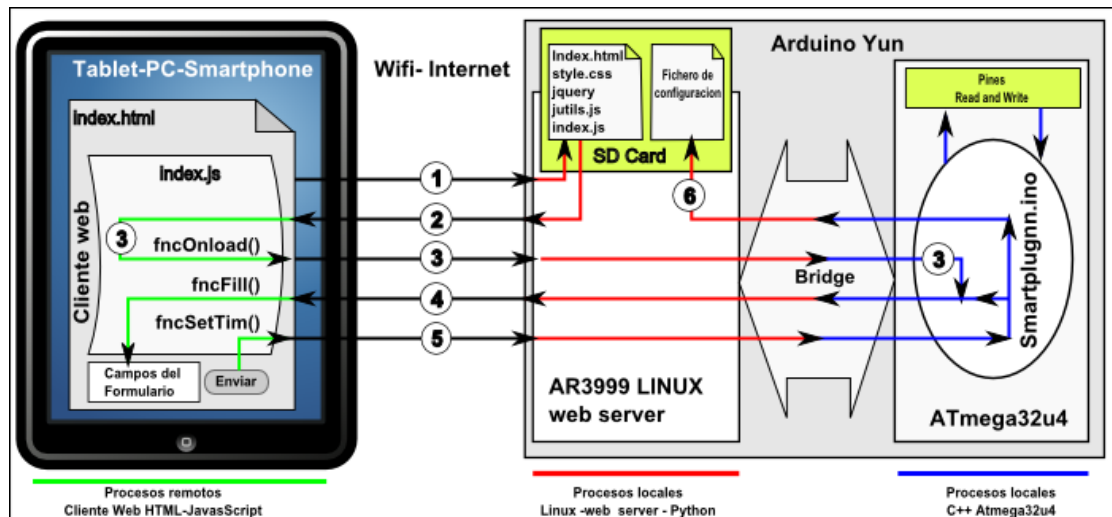 Tablet-PC-Smartphone
index.html
Index.js
Cliente web
3
fncOnload()
fncFill()
fncSetTim()
Campos del
Formulario
Enviar
Wifi- Internet
1
2
3
4
5
Arduino Yun
Index.html
style.css
jquery
jutils.js
index.js
Fichero de
configuracion
SD Card
6
Bridge
AR3999 LINUX
web server
Pines
Read and Write
3
Smartplugnn.ino
ATmega32u4
Procesos remotos
Cliente Web HTML-JavasScript
Procesos locales
Linux -web server - Python
Procesos locales
C++ Atmega32u4